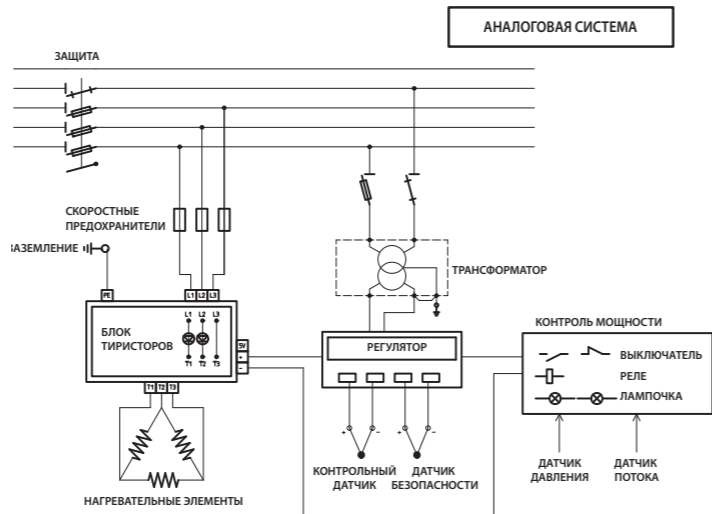 АНАЛОГОВАЯ СИСТЕМА
ЗАЩИТА
СКОРОСТНЫЕ
ПРЕДОХРАНИТЕЛИ
ЗАЗЕМЛЕНИЕ
ТРАНСФОРМАТОР
PE
L1 L2 L3
L1 L2 L3
БЛОК
ТИРИСТОРОВ
T1 T2 T3
5V
+
-
T1 T2 T3
НАГРЕВАТЕЛЬНЫЕ ЭЛЕМЕНТЫ
РЕГУЛЯТОР
+ - + -
КОНТРОЛЬНЫЙ
ДАТЧИК
ДАТЧИК
БЕЗОПАСНОСТИ
КОНТРОЛЬ МОЩНОСТИ
ВЫКЛЮЧАТЕЛЬ
РЕЛЕ
ЛАМПОЧКА
ДАТЧИК
ДАВЛЕНИЯ
ДАТЧИК
ПОТОКА